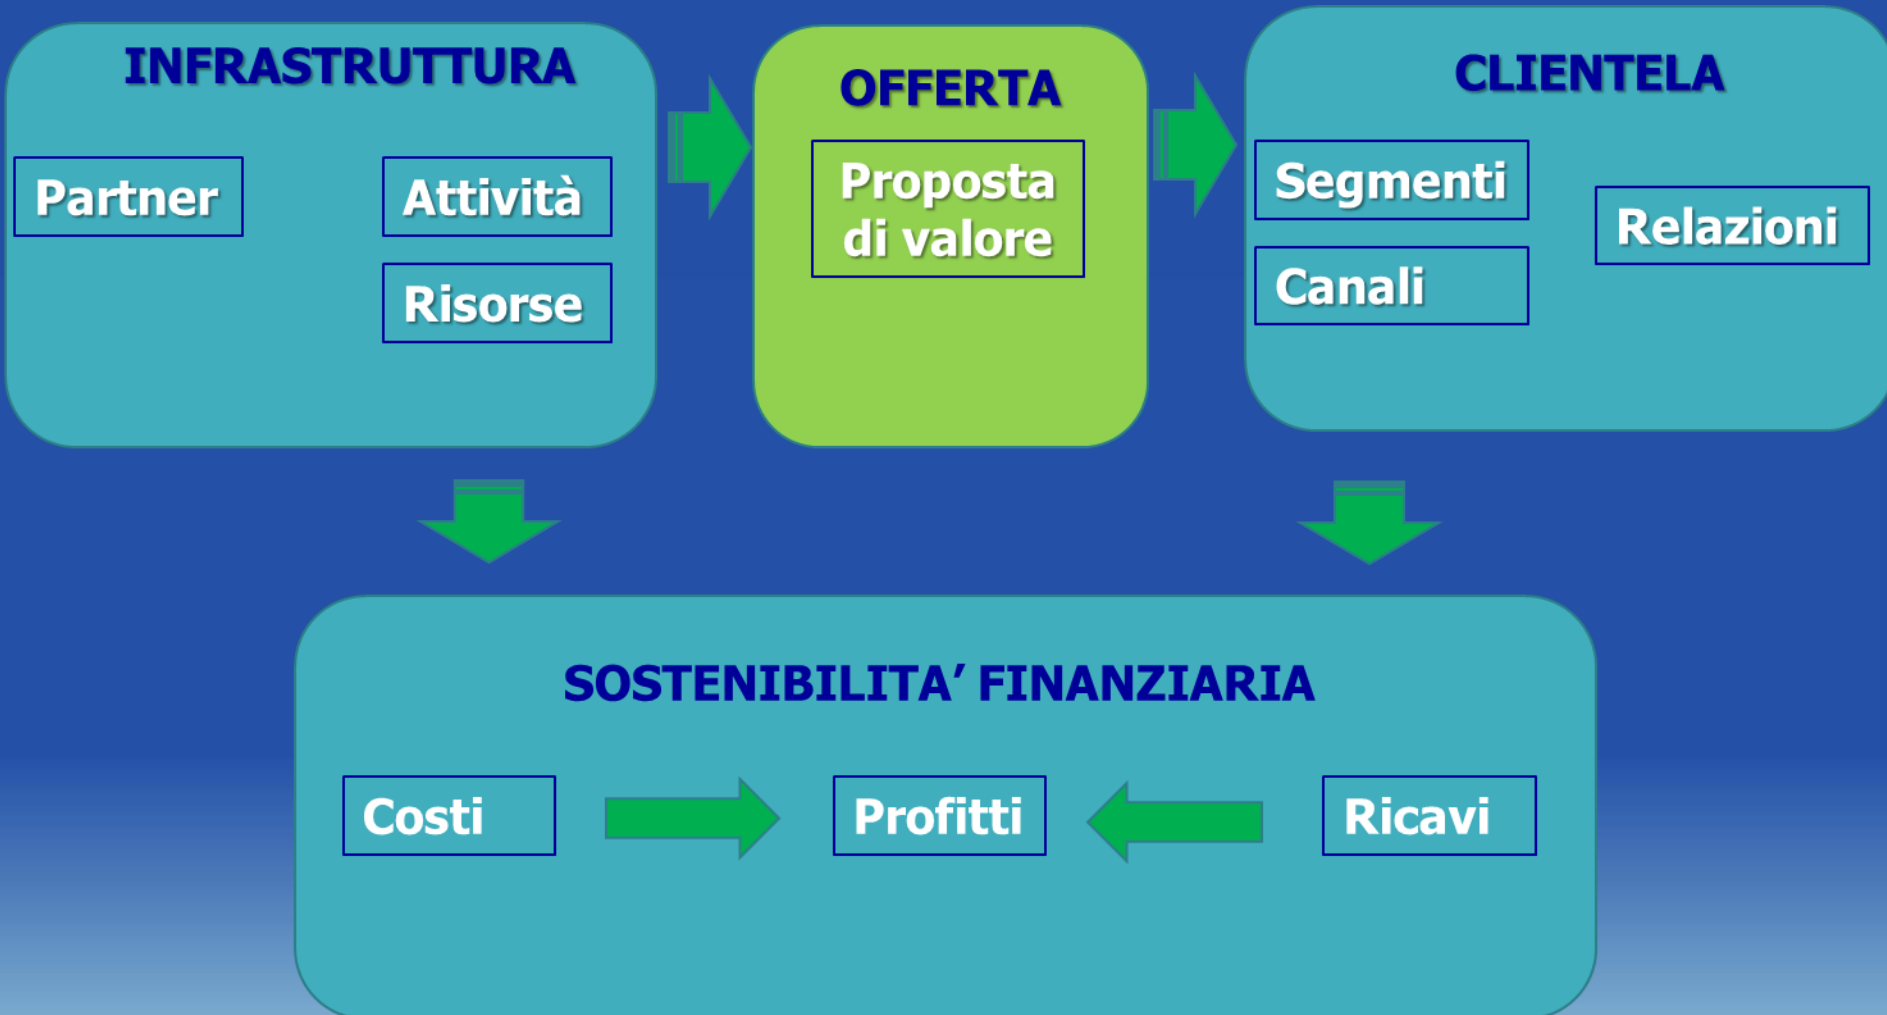 INFRASTRUTTURA
Partner
Attività
Risorse
OFFERTA
Proposta
di valore
CLIENTELA
Segmenti
Canali
Relazioni
SOSTENIBILITA’ FINANZIARIA
Costi
Profitti
Ricavi